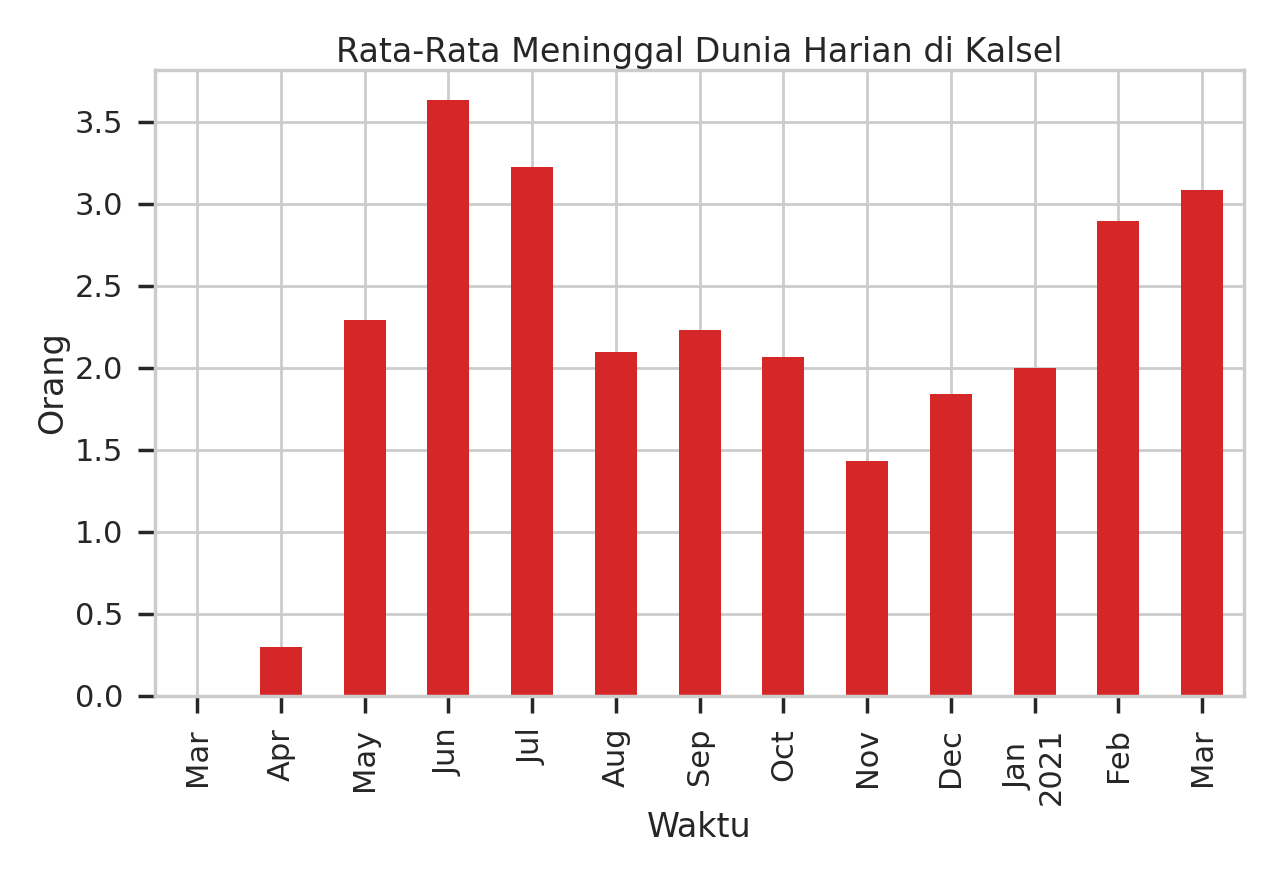 Rata-Rata Meninggal Dunia Harian di Kalsel
3.5
3.0
2.5
2.0
1.5
1.0
0.5
0.0
Orang
Mar
Apr
May
Jun
Jul
Aug
Sep
Oct
Nov
Dec
Jan
2021
Feb
Mar
Waktu